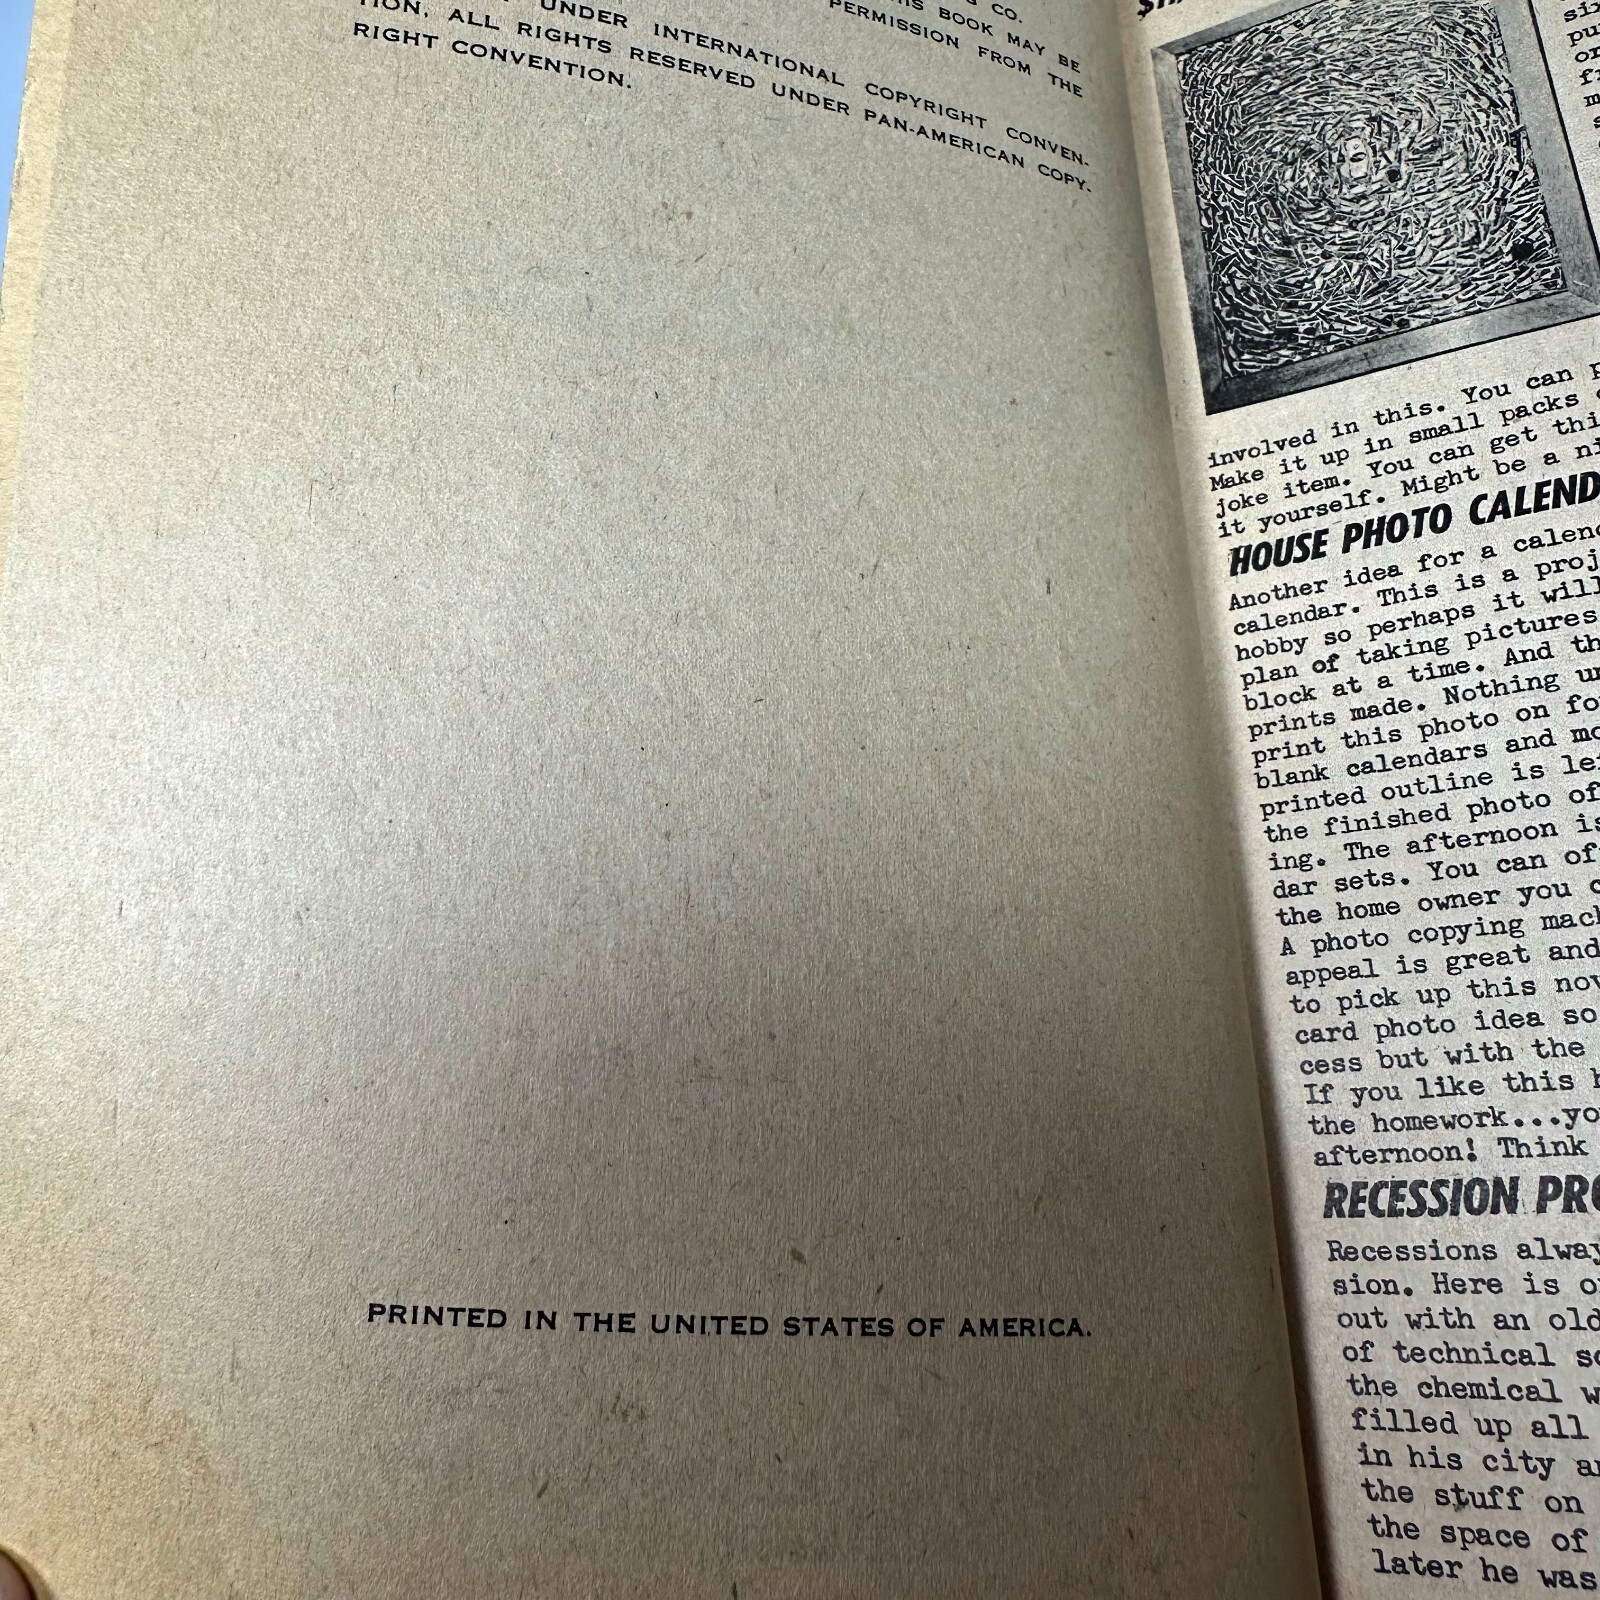 CO.
BOOK MAY BE
PERMISSION FROM THE
UNDER INTERNATIONAL COPYRIGHT CONVEN-
TION. ALL RIGHTS RESERVED UNDER PAN-AMERICAN COPY-
RIGHT CONVENTION.
PRINTED IN THE UNITED STATES OF AMERICA.
involved in this. You can
Make it up in small packs
joke item. You can get
it yourself. Might be a
HOUSE PHOTO
Another idea for a
calendar. This is a
hobby so perhaps it will
plan of taking pictures
block at a time. And
prints made. Nothing
print this photo on
blank calendars and
printed outline is
the finished photo of
ing. The afternoon
dar sets. You can
the home owner you
A photo copying
appeal is great and
to pick up this
card photo idea so
cess but with the
If you like this
the homework...
afternoon! Think
RECESSION
Recessions
sion. Here is
out with an
of technical
the chemical
filled up all
in his city
the stuff on
the space of
later he was